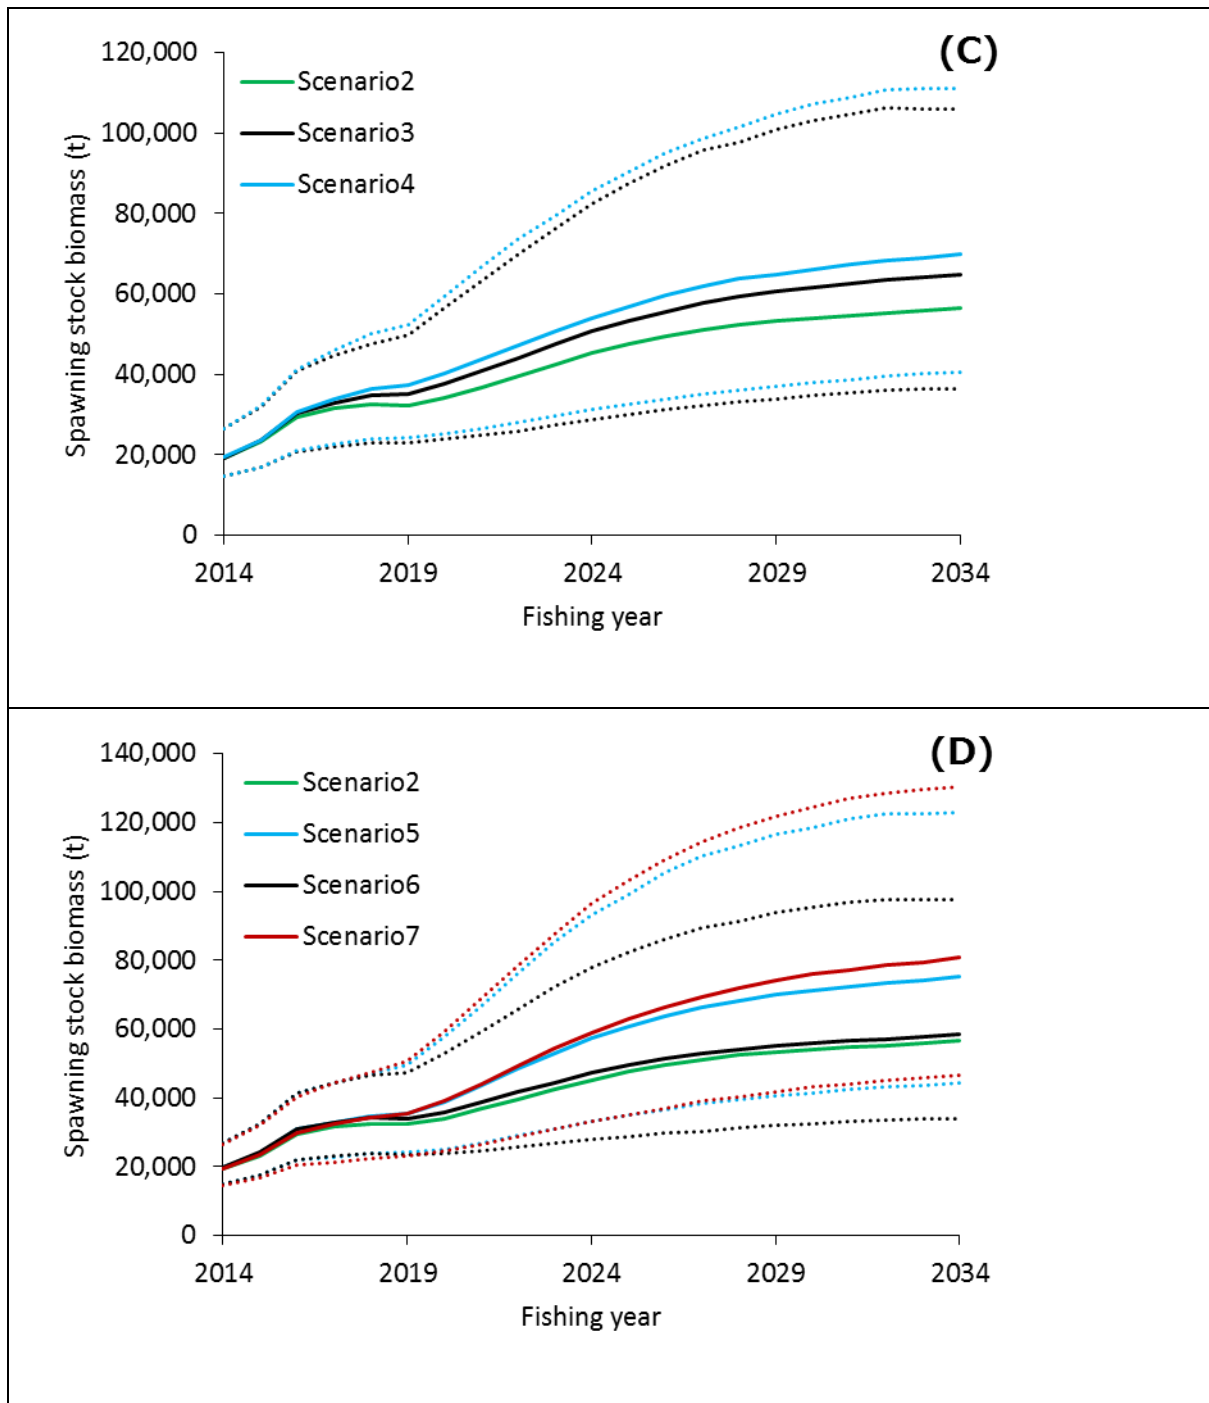 (C)
120,000
100,000
80,000
60,000
40,000
20,000
0
Spawning stock biomass (t)
Scenario2
Scenario3
Scenario4
2014 2019 2024 2029 2034
Fishing year
(D)
140,000
120,000
100,000
80,000
60,000
40,000
20,000
0
Spawning stock biomass (t)
Scenario2
Scenario5
Scenario6
Scenario7
2014 2019 2024 2029 2034
Fishing year